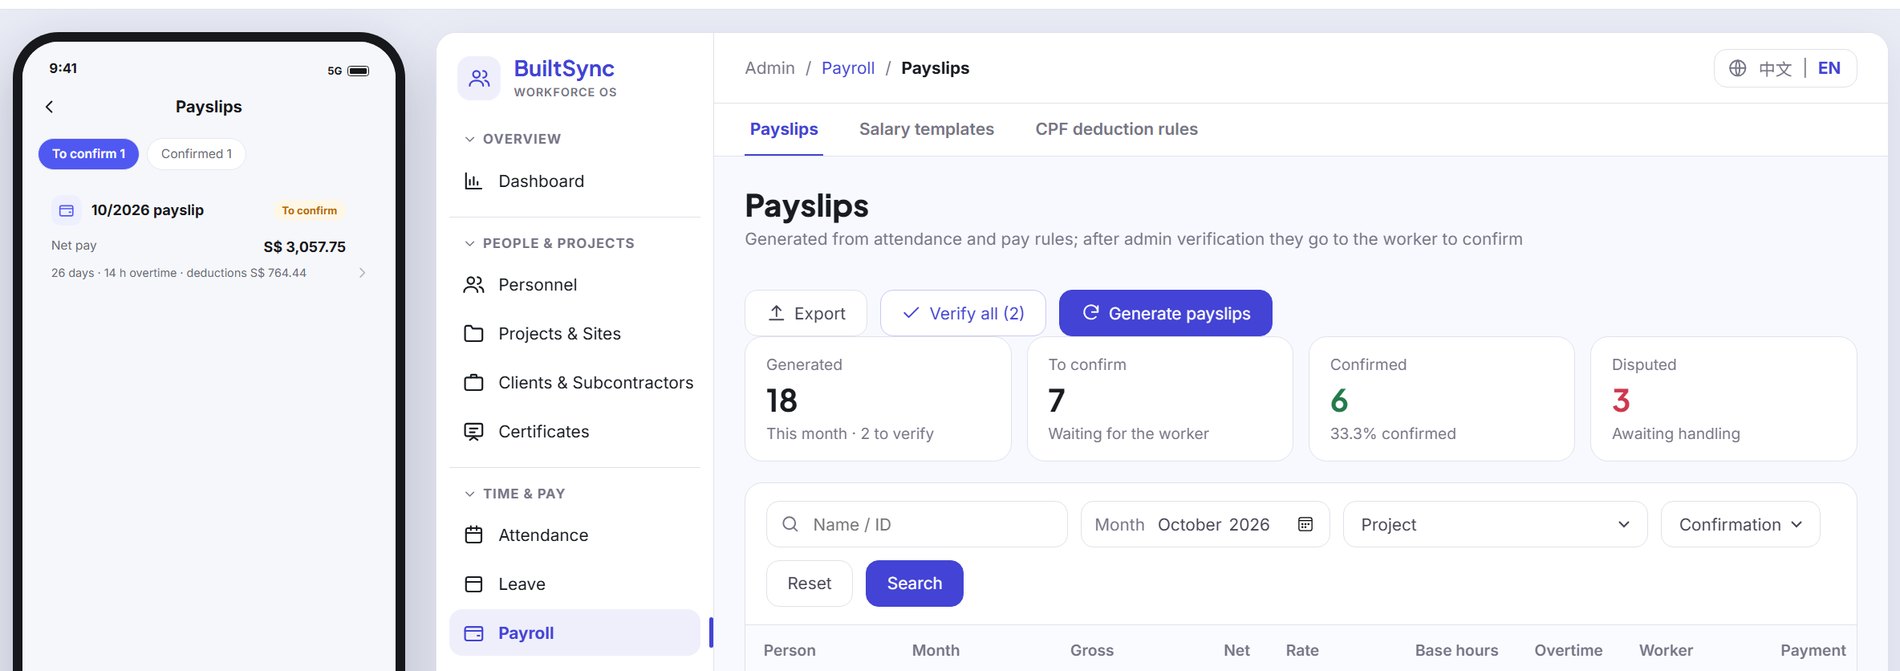 9:41
5G
Payslips
To confirm 1
Confirmed 1
10/2026 payslip
To confirm
Net pay
S$ 3,057.75
26 days · 14 h overtime · deductions S$ 764.44
BuiltSync
WORKFORCE OS
OVERVIEW
Dashboard
PEOPLE & PROJECTS
Personnel
Projects & Sites
Clients & Subcontractors
Certificates
TIME & PAY
Attendance
Leave
Payroll
Admin / Payroll / Payslips
中文 | EN
Payslips
Salary templates
CPF deduction rules
Payslips
Generated from attendance and pay rules; after admin verification they go to the worker to confirm
Export
Verify all (2)
Generate payslips
Generated
18
This month · 2 to verify
To confirm
7
Waiting for the worker
Confirmed
6
33.3% confirmed
Disputed
3
Awaiting handling
Name / ID
Month October 2026
Project
Confirmation
Reset
Search
Person Month Gross Net Rate Base hours Overtime Worker Payment